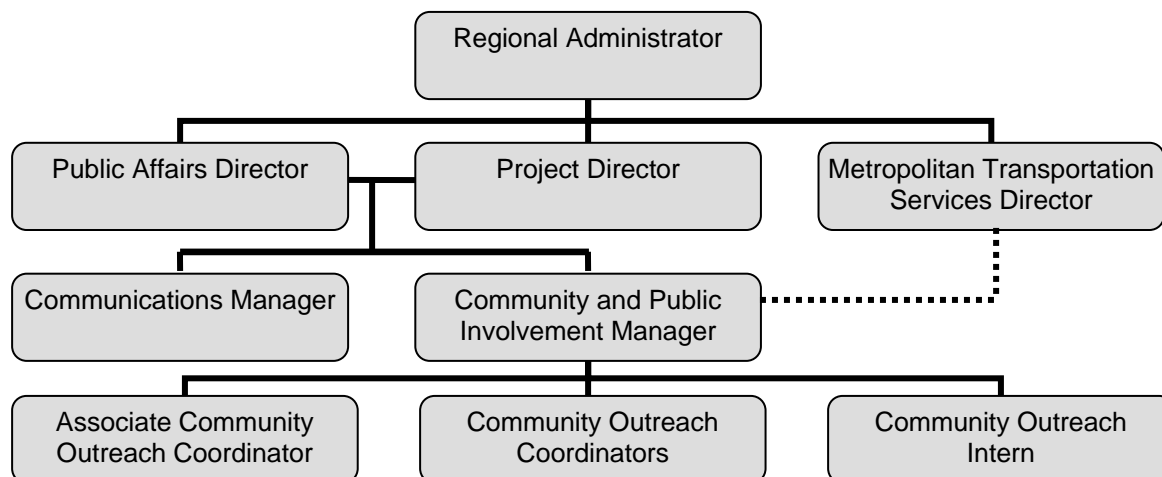 Regional Administrator
Public Affairs Director
Project Director
Metropolitan Transportation
Services Director
Communications Manager
Community and Public
Involvement Manager
Associate Community
Outreach Coordinator
Community Outreach
Coordinators
Community Outreach
Intern